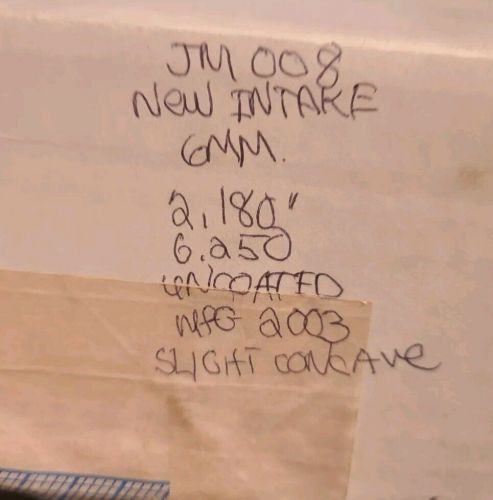 JM 008
NEW INTAKE
6MM.
2.180"
6.250
UNCOATED
MFG 2003
SLIGHT CONCAVE